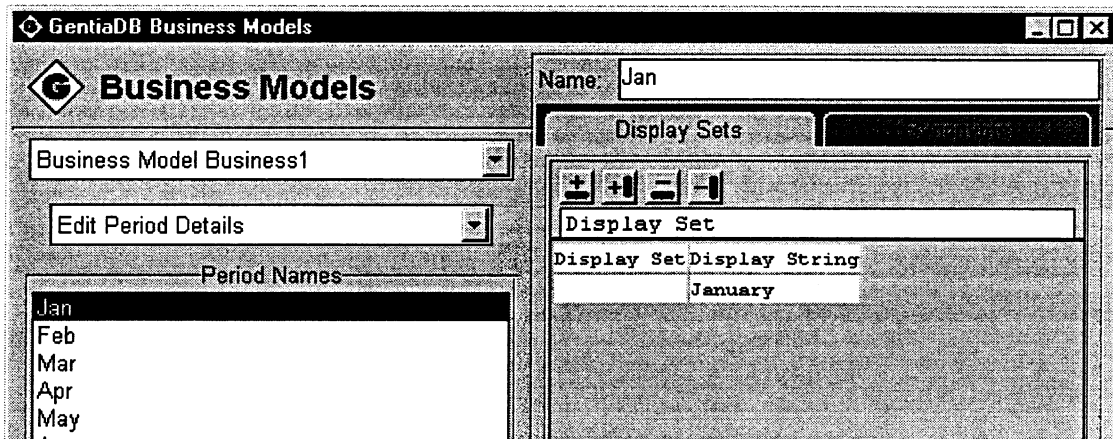 GentiaDB Business Models
G Business Models
Business Model Business1
Edit Period Details
Period Names
Jan
Feb
Mar
Apr
May
Name: Jan
Display Sets
Display Set
Display Set Display String
January